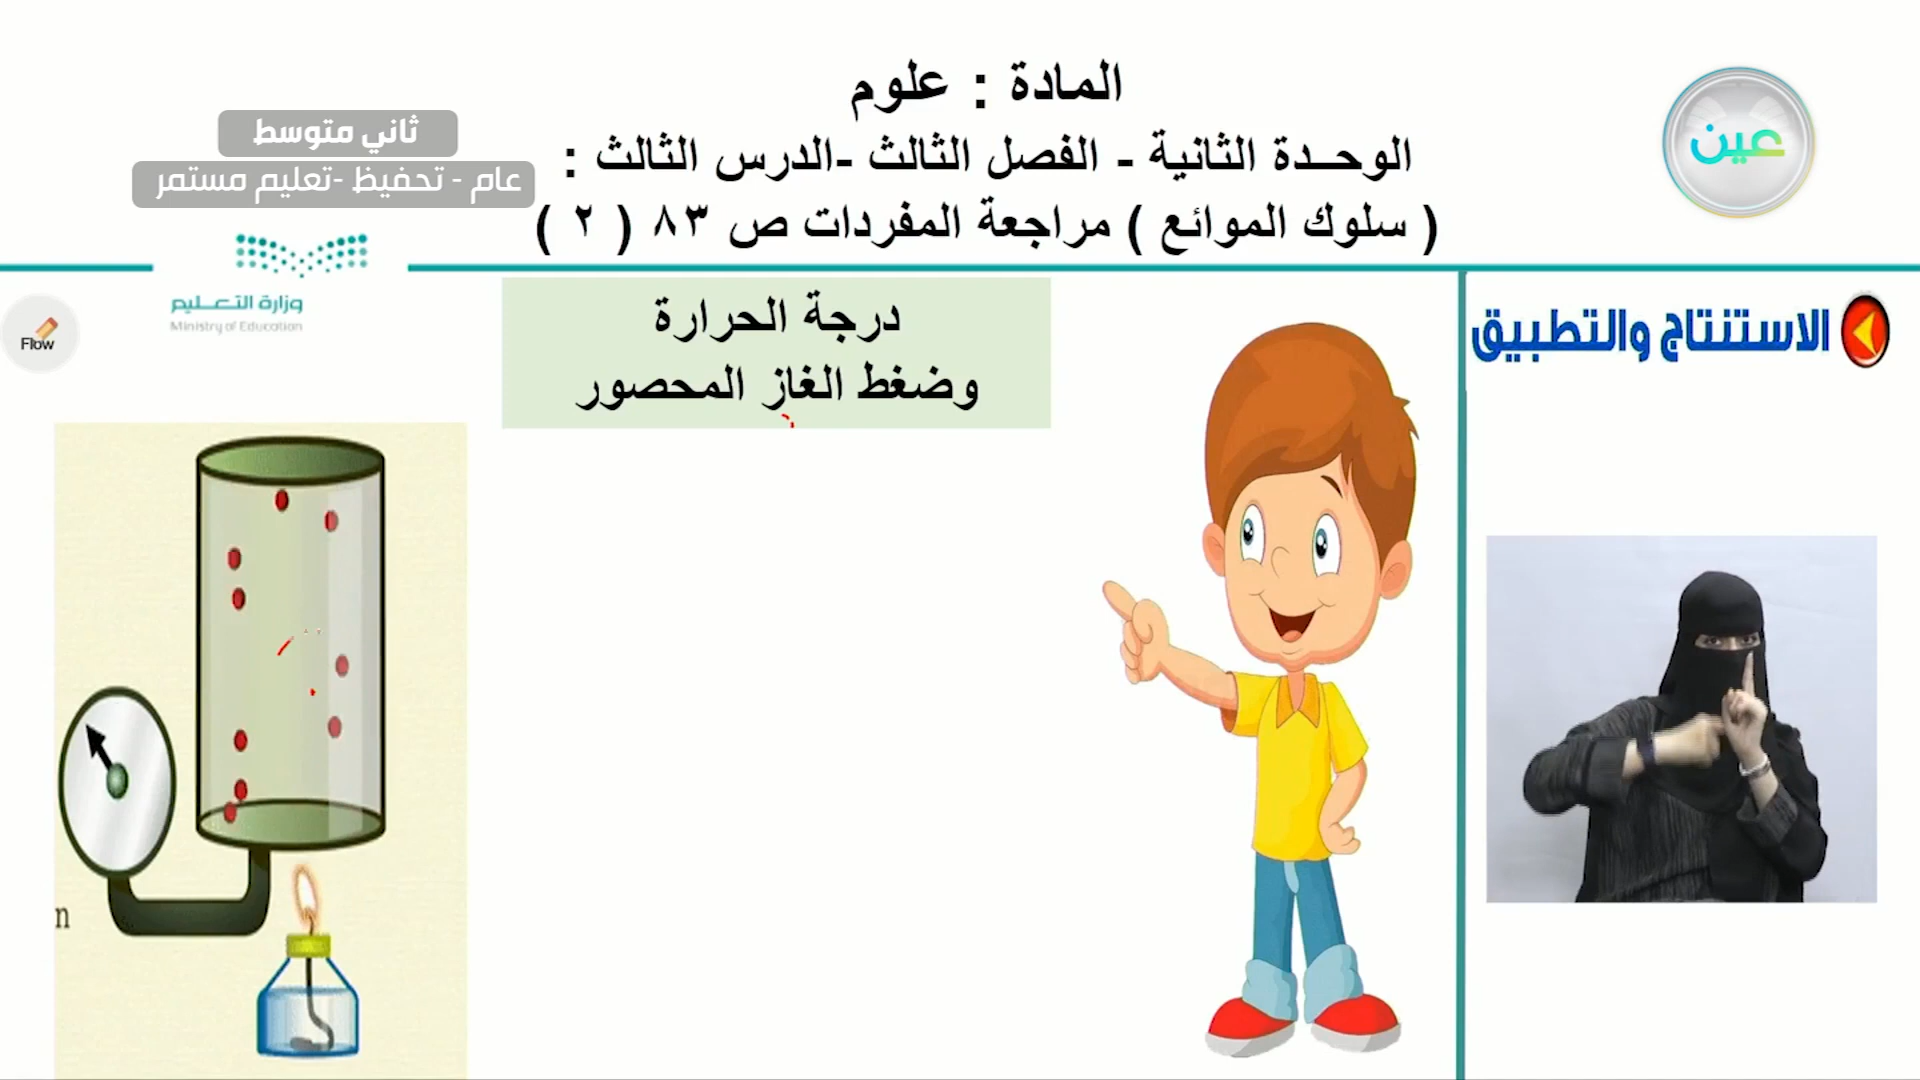 المادة : علوم
الوحـدة الثانية - الفصل الثالث -الدرس الثالث :
( سلوك الموائع ) مراجعة المفردات ص ٨٣ ( ٢ )
عين
ثاني متوسط
عام - تحفيظ -تعليم مستمر
وزارة التعليم
Ministry of Education
Flow
درجة الحرارة
وضغط الغاز المحصور
الاستنتاج والتطبيق
n